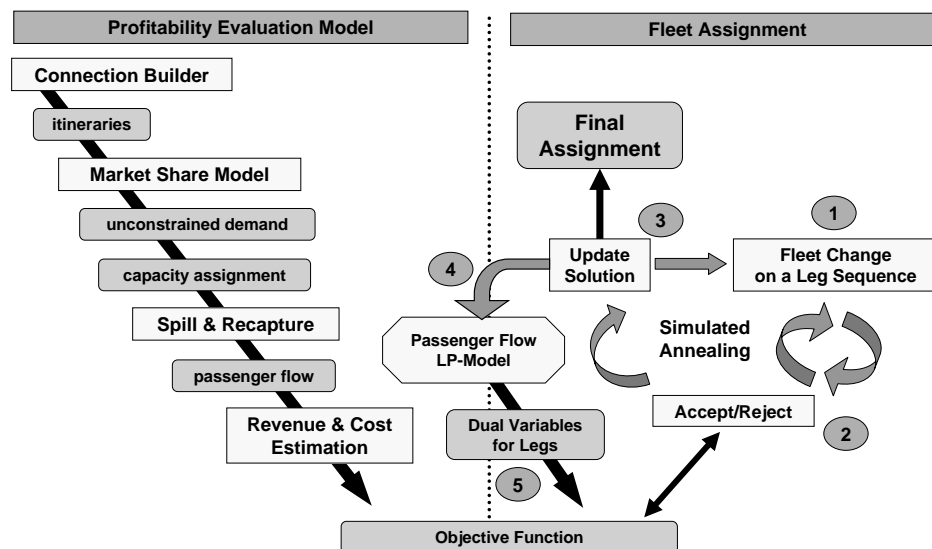 Profitability Evaluation Model
Fleet Assignment
Connection Builder
itineraries
Market Share Model
unconstrained demand
capacity assignment
Spill & Recapture
passenger flow
Revenue & Cost
Estimation
Final
Assignment
3
1
Update
Solution
Fleet Change
on a Leg Sequence
4
Passenger Flow
LP-Model
Simulated
Annealing
Accept/Reject
2
Dual Variables
for Legs
5
Objective Function